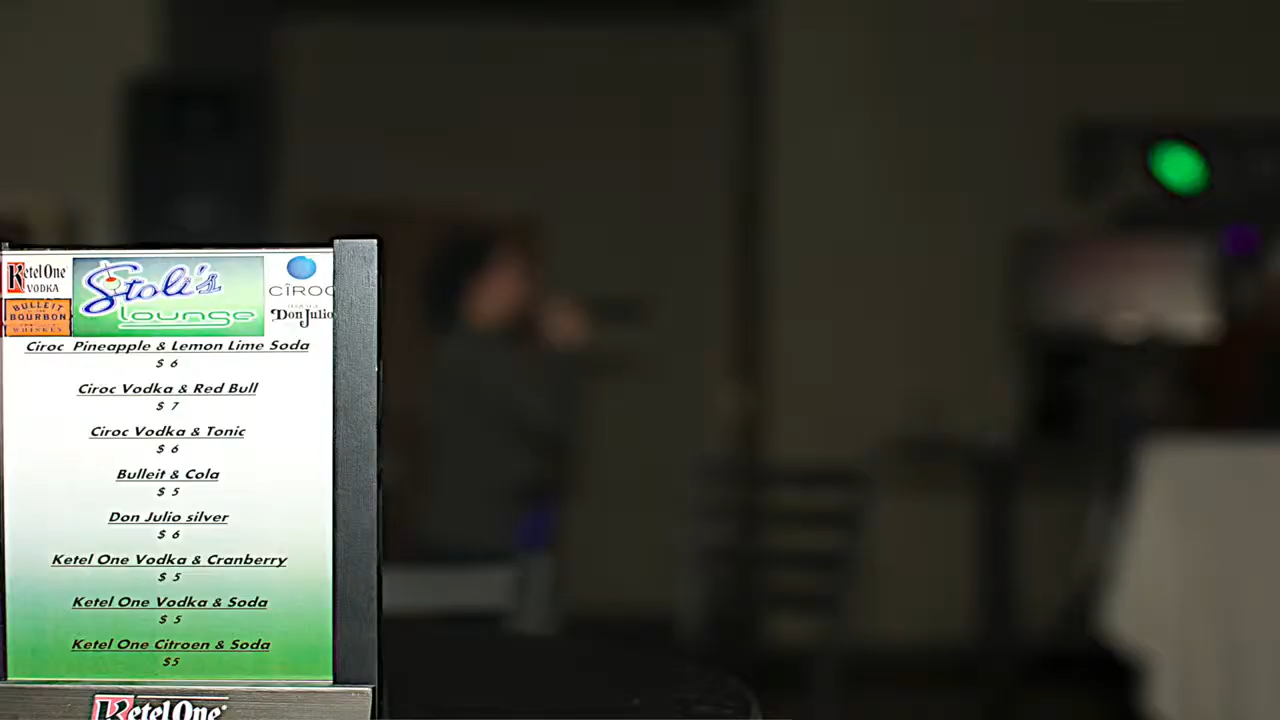 Ketel One
VODKA
BULLEIT
BOURBON
WHISKEY
Stoli's
lounge
CÎROC
Don Julio
Ciroc Pineapple & Lemon Lime Soda
$ 6
Ciroc Vodka & Red Bull
$ 7
Ciroc Vodka & Tonic
$ 6
Bulleit & Cola
$ 5
Don Julio silver
$ 6
Ketel One Vodka & Cranberry
$ 5
Ketel One Vodka & Soda
$ 5
Ketel One Citroen & Soda
$5
Ketel One